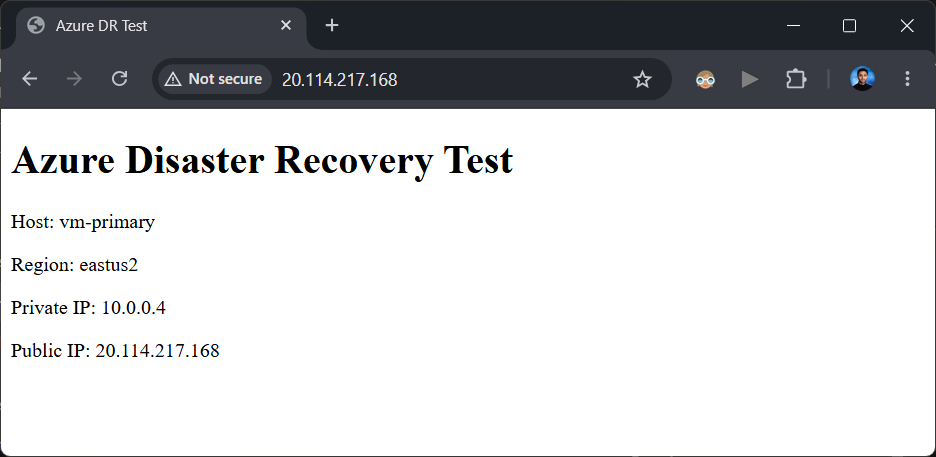 Azure DR Test
Not secure 20.114.217.168
Azure Disaster Recovery Test
Host: vm-primary
Region: eastus2
Private IP: 10.0.0.4
Public IP: 20.114.217.168